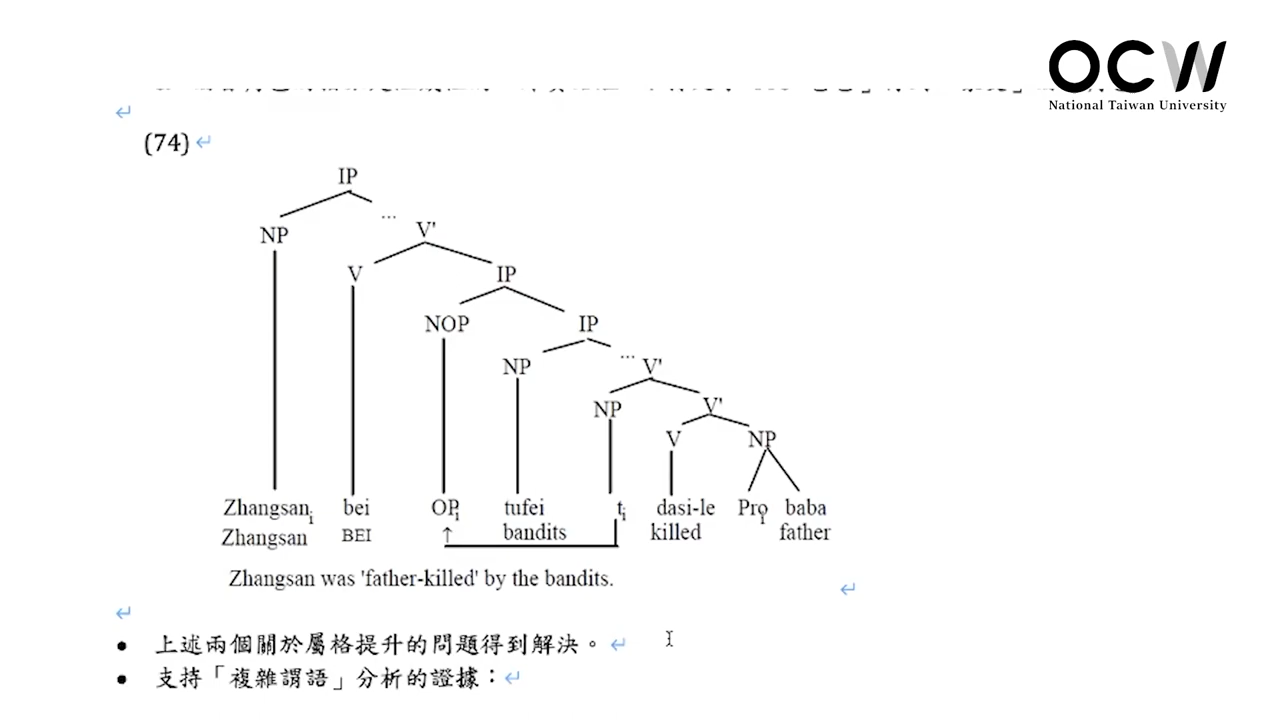 OCW
National Taiwan University
(74)
IP
...
NP V'
V IP
NOP IP
NP ... V'
NP V'
V NP
Zhangsani bei OPi tufei ti dasi-le Proi baba
Zhangsan BEI ↑ bandits killed father
Zhangsan was 'father-killed' by the bandits.
• 上述兩個關於屬格提升的問題得到解決。
• 支持「複雜謂語」分析的證據：